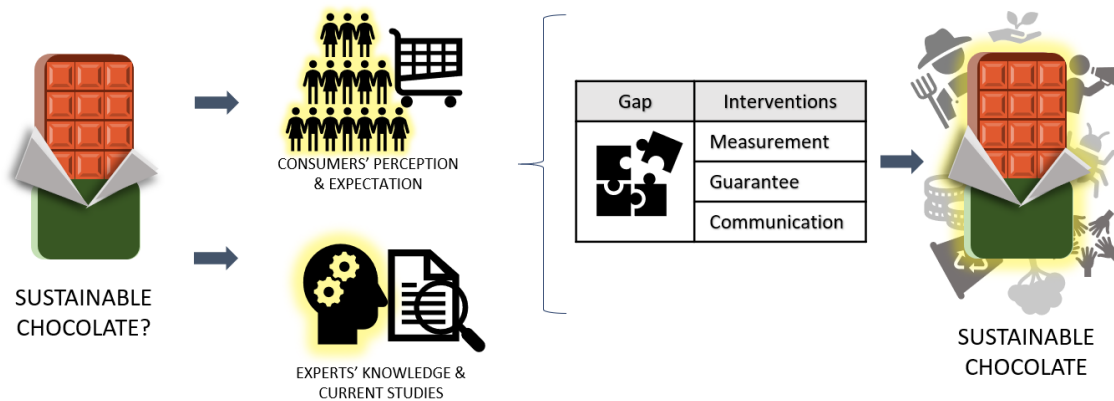 SUSTAINABLE
CHOCOLATE?
CONSUMERS’ PERCEPTION
& EXPECTATION
EXPERTS’ KNOWLEDGE &
CURRENT STUDIES
Gap
Interventions
Measurement
Guarantee
Communication
SUSTAINABLE
CHOCOLATE